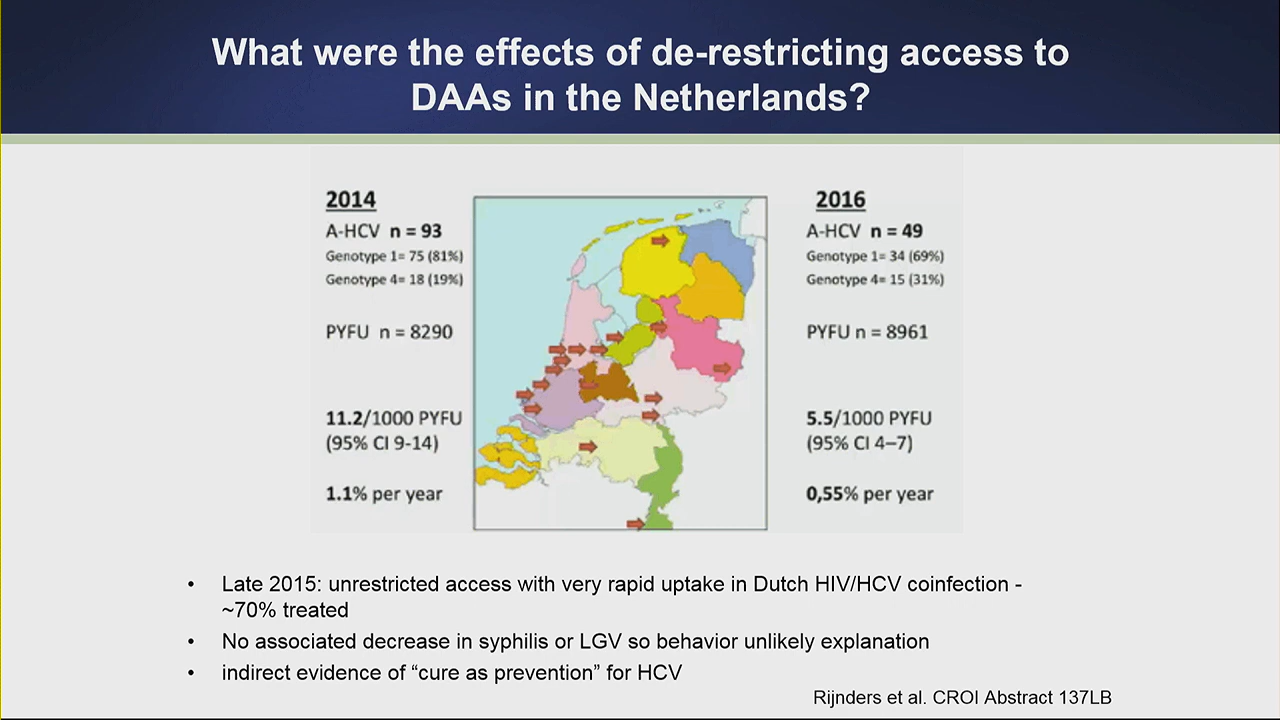 What were the effects of de-restricting access to
DAAs in the Netherlands?
2014
A-HCV n = 93
Genotype 1= 75 (81%)
Genotype 4= 18 (19%)
PYFU n = 8290
11.2/1000 PYFU
(95% CI 9-14)
1.1% per year
2016
A-HCV n = 49
Genotype 1= 34 (69%)
Genotype 4= 15 (31%)
PYFU n = 8961
5.5/1000 PYFU
(95% CI 4–7)
0,55% per year
• Late 2015: unrestricted access with very rapid uptake in Dutch HIV/HCV coinfection -
~70% treated
• No associated decrease in syphilis or LGV so behavior unlikely explanation
• indirect evidence of “cure as prevention” for HCV
Rijnders et al. CROI Abstract 137LB